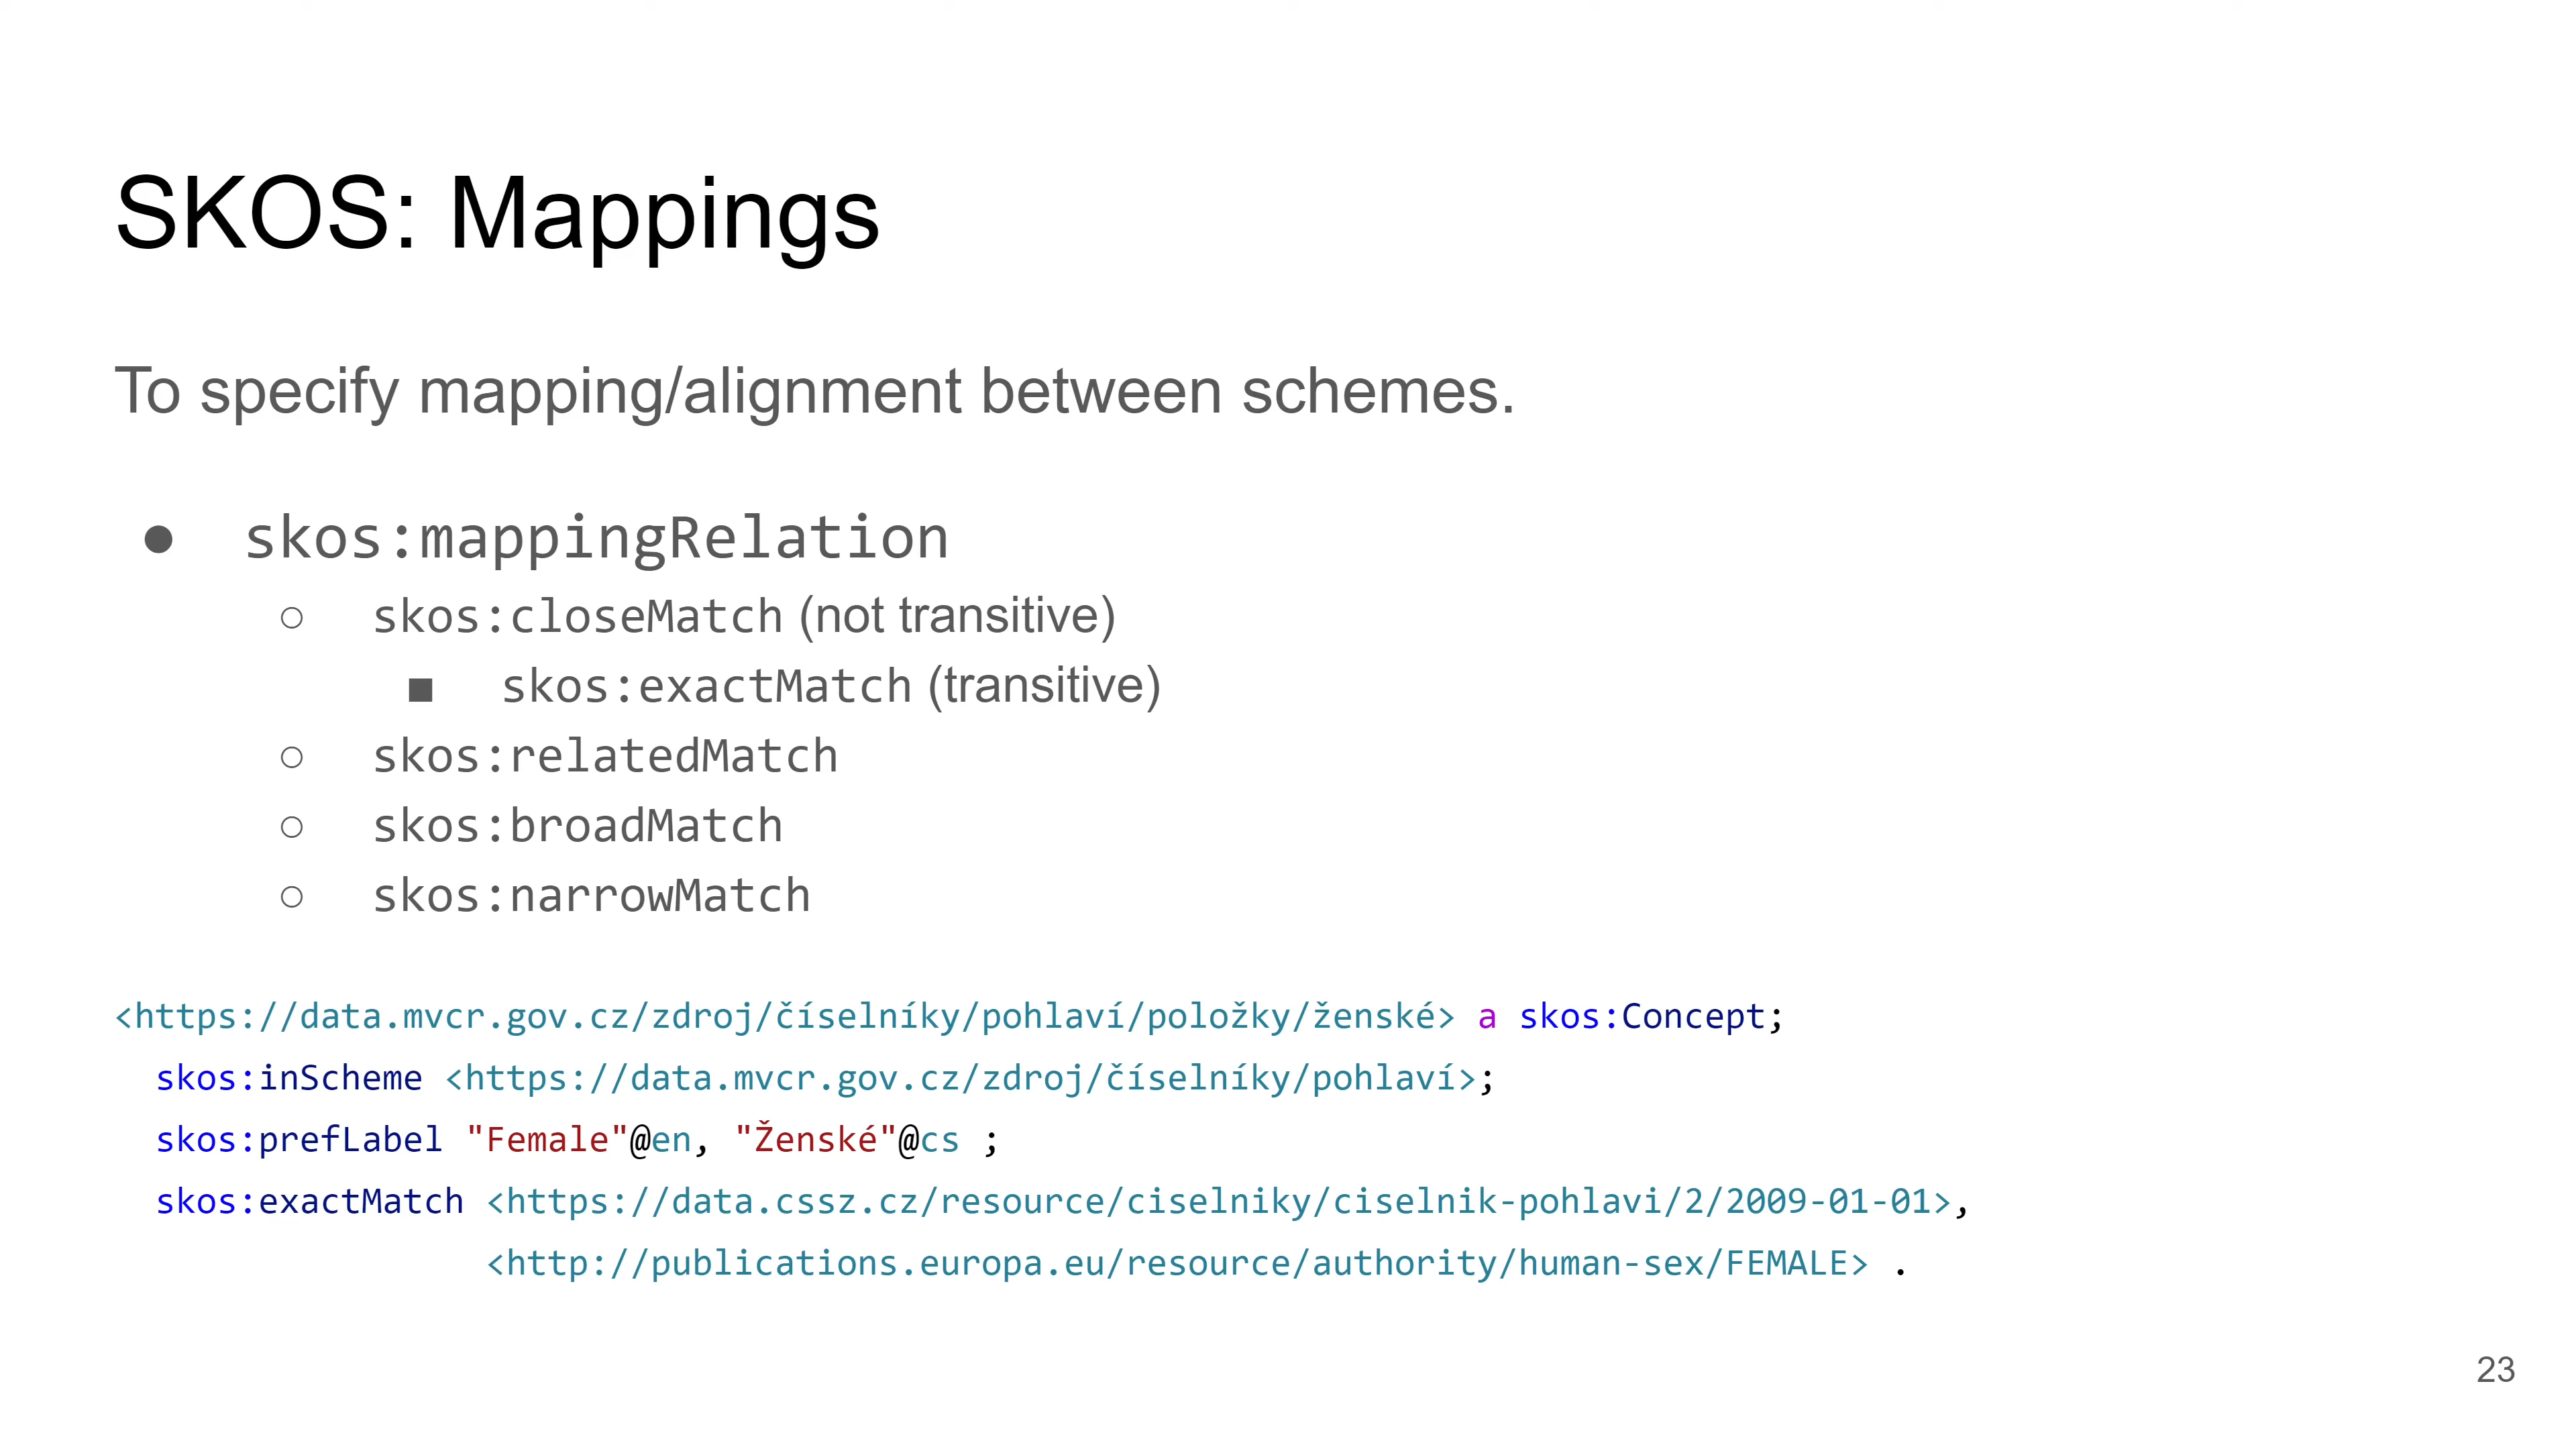 SKOS: Mappings
To specify mapping/alignment between schemes.
● skos:mappingRelation
○ skos:closeMatch (not transitive)
■ skos:exactMatch (transitive)
○ skos:relatedMatch
○ skos:broadMatch
○ skos:narrowMatch
<https://data.mvcr.gov.cz/zdroj/číselníky/pohlaví/položky/ženské> a skos:Concept;
skos:inScheme <https://data.mvcr.gov.cz/zdroj/číselníky/pohlaví>;
skos:prefLabel "Female"@en, "Ženské"@cs ;
skos:exactMatch <https://data.cssz.cz/resource/ciselniky/ciselnik-pohlavi/2/2009-01-01>,
<http://publications.europa.eu/resource/authority/human-sex/FEMALE> .
23